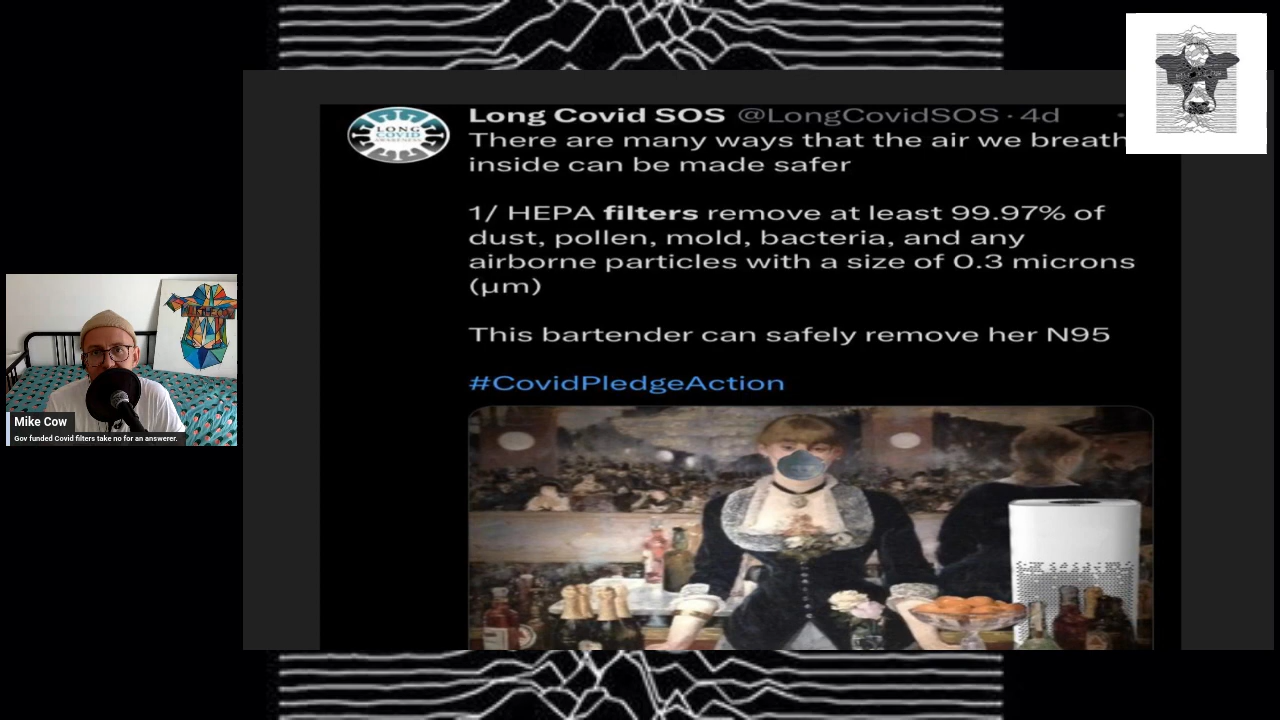 Long Covid SOS @LongCovidSOS · 4d
There are many ways that the air we breath
inside can be made safer
1/ HEPA filters remove at least 99.97% of
dust, pollen, mold, bacteria, and any
airborne particles with a size of 0.3 microns
(µm)
This bartender can safely remove her N95
#CovidPledgeAction
LONG
COVID
AWARENESS
Mike Cow
Gov funded Covid filters take no for an answerer.